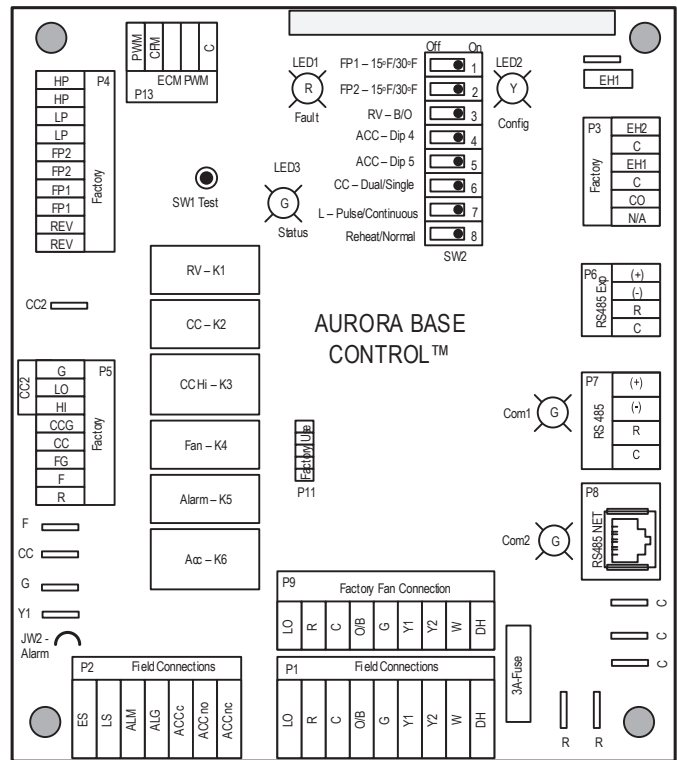 PWM
CFM
C
ECM PWM
P13
Off On
LED1
R
Fault
FP1 – 15°F/30°F
FP2 – 15°F/30°F
RV – B/O
ACC – Dip 4
ACC – Dip 5
CC – Dual/Single
L – Pulse/Continuous
Reheat/Normal
1
2
3
4
5
6
7
8
SW2
LED2
Y
Config
EH1
P4
HP
HP
LP
LP
FP2
FP2
FP1
FP1
REV
REV
Factory
SW1 Test
LED3
G
Status
P3
EH2
C
EH1
C
CO
N/A
Factory
RV – K1
CC – K2
CC Hi – K3
Fan – K4
Alarm – K5
Acc – K6
CC2
AURORA BASE
CONTROL™
P6
RS485 Exp
(+)
(-)
R
C
P5
CC2
G
LO
HI
CCG
CC
FG
F
R
Factory
Factory Use
P11
Com1
G
P7
RS 485
(+)
(-)
R
C
Com2
G
P8
RS485 NET
F
CC
G
Y1
JW2 -
Alarm
P9
Factory Fan Connection
LO
R
C
O/B
G
Y1
Y2
W
DH
P2
Field Connections
ES
LS
ALM
ALG
ACC c
ACC no
ACC nc
P1
Field Connections
LO
R
C
O/B
G
Y1
Y2
W
DH
3A-Fuse
C
C
C
R
R